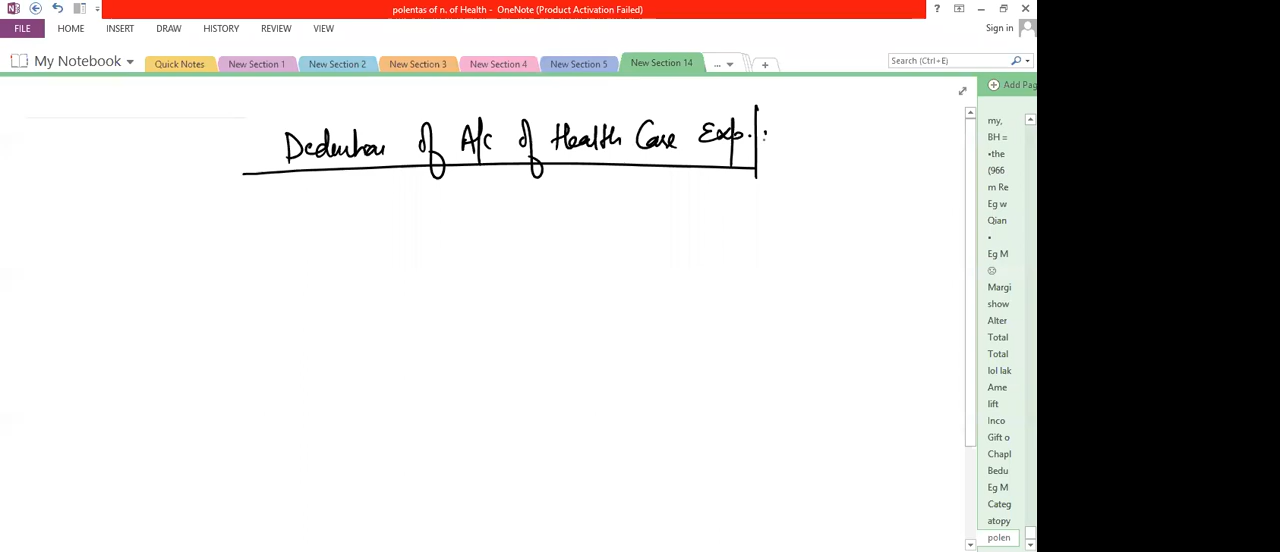 polentas of n. of Health - OneNote (Product Activation Failed)
?
Sign in
FILE HOME INSERT DRAW HISTORY REVIEW VIEW
My Notebook Quick Notes New Section 1 New Section 2 New Section 3 New Section 4 New Section 5 New Section 14 ... + Search (Ctrl+E)
Add Pag
Deduction of A/c of Health Care Exp. :
my,
BH =
•the
(966
m Re
Eg w
Qian
•
Eg M
☺
Margi
show
Alter
Total
Total
lol lak
Ame
lift
Inco
Gift o
Chapl
Bedu
Eg M
Categ
atopy
polen